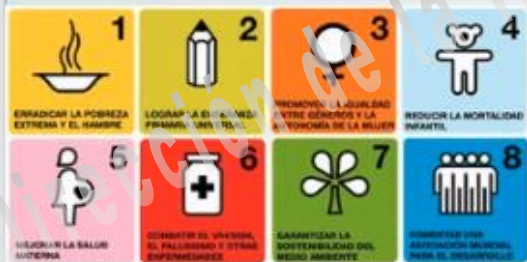 1
ERRADICAR LA POBREZA
EXTREMA Y EL HAMBRE
2
LOGRAR LA ENSEÑANZA
PRIMARIA UNIVERSAL
3
PROMOVER LA IGUALDAD
ENTRE GÉNEROS Y LA
AUTONOMÍA DE LA MUJER
4
REDUCIR LA MORTALIDAD
INFANTIL
5
MEJORAR LA SALUD
MATERNA
6
COMBATIR EL VIH/SIDA,
EL PALUDISMO Y OTRAS
ENFERMEDADES
7
GARANTIZAR LA
SOSTENIBILIDAD DEL
MEDIO AMBIENTE
8
FOMENTAR UNA
ASOCIACIÓN MUNDIAL
PARA EL DESARROLLO
dirección de la